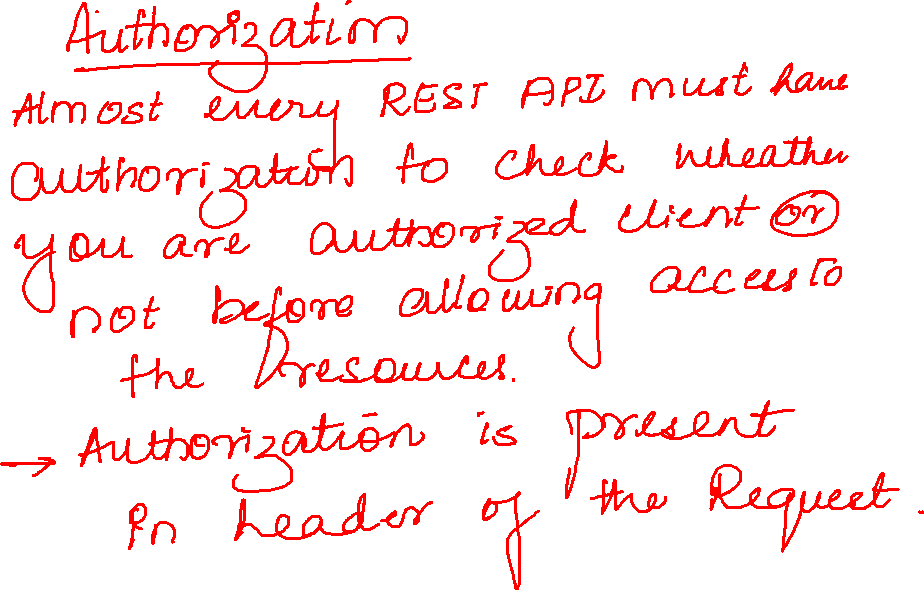 Authorization
Almost every REST API must have
authorization to check wheather
you are authorized client or
not before allowing access to
the resources.
→ Authorization is present
in header of the Request.